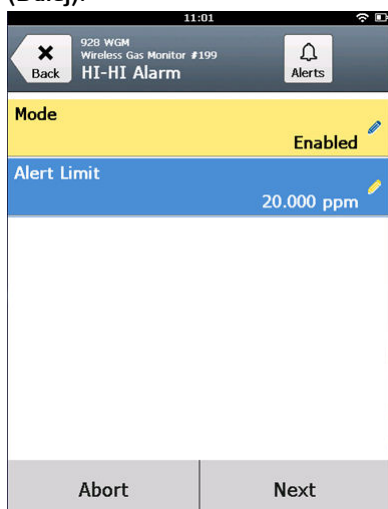 (Dalej).
11:01
928 WGM
Wireless Gas Monitor #199
Back
HI-HI Alarm
Alerts
Mode
Enabled
Alert Limit
20.000 ppm
Abort
Next